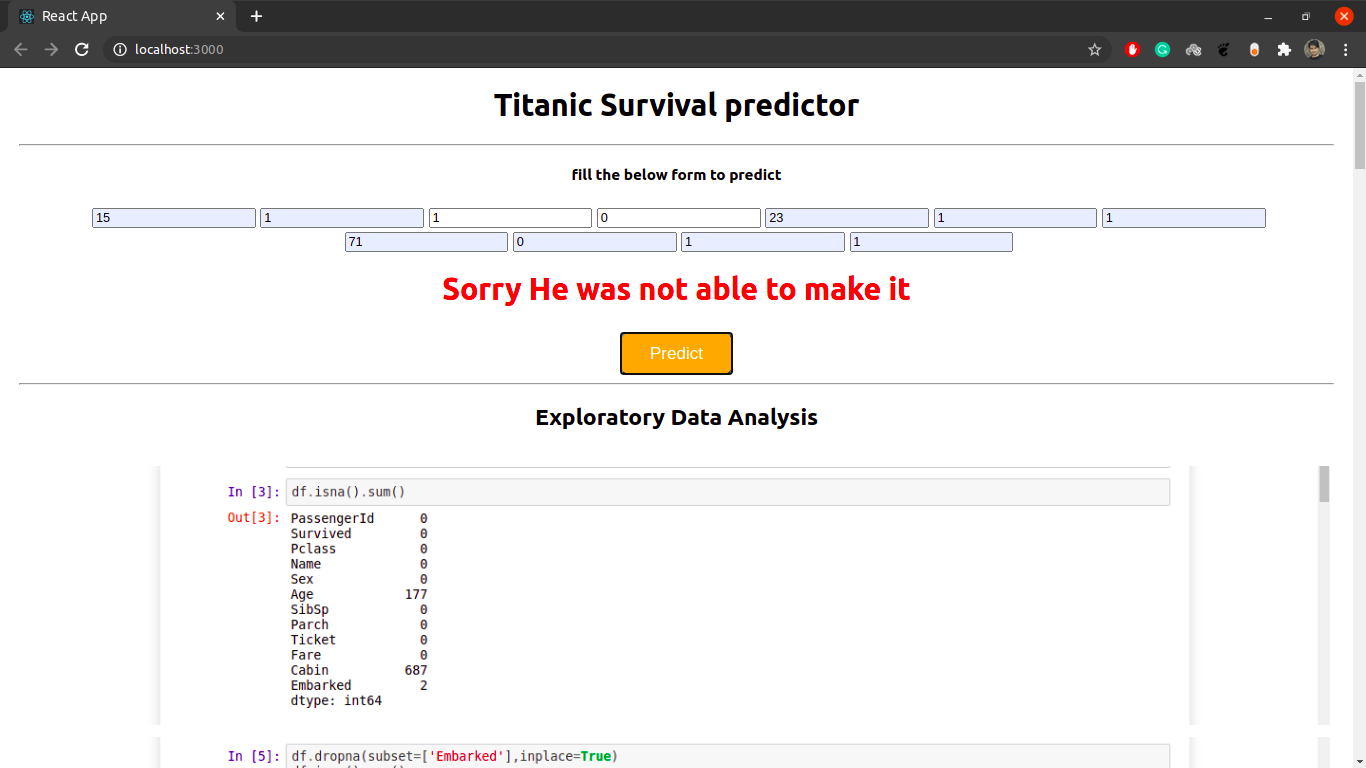 React App
localhost:3000
Titanic Survival predictor
fill the below form to predict
15 1 1 0 23 1 1
71 0 1 1
Sorry He was not able to make it
Predict
Exploratory Data Analysis
In [3]: df.isna().sum()
Out[3]: PassengerId 0
Survived 0
Pclass 0
Name 0
Sex 0
Age 177
SibSp 0
Parch 0
Ticket 0
Fare 0
Cabin 687
Embarked 2
dtype: int64
In [5]: df.dropna(subset=['Embarked'],inplace=True)